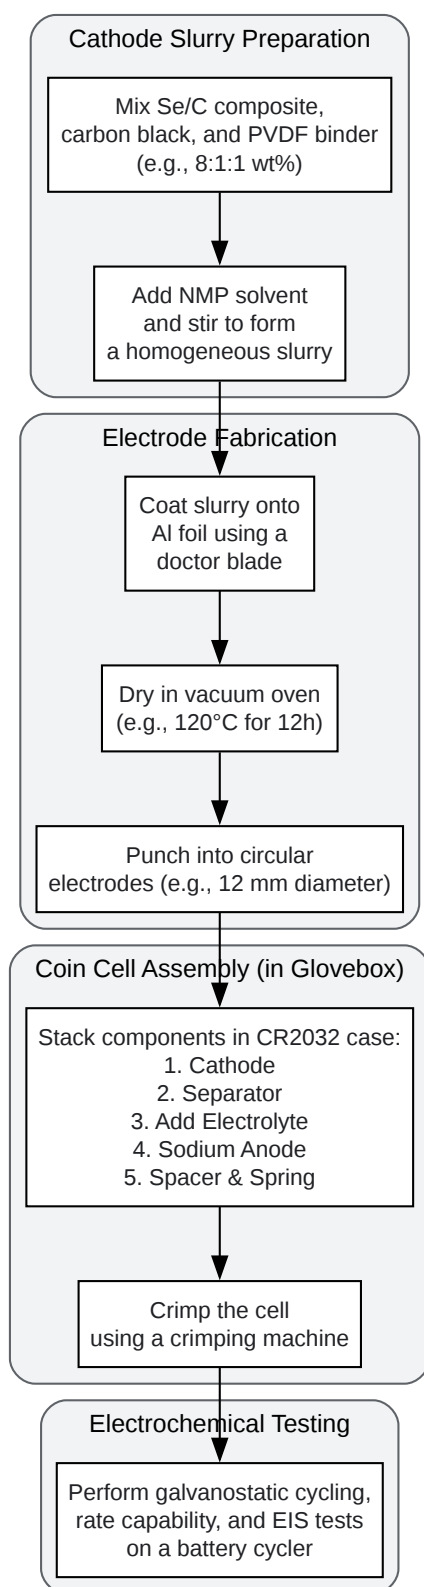 Cathode Slurry Preparation
Mix Se/C composite,
carbon black, and PVDF binder
(e.g., 8:1:1 wt%)
Add NMP solvent
and stir to form
a homogeneous slurry
Electrode Fabrication
Coat slurry onto
Al foil using a
doctor blade
Dry in vacuum oven
(e.g., 120°C for 12h)
Punch into circular
electrodes (e.g., 12 mm diameter)
Coin Cell Assembly (in Glovebox)
Stack components in CR2032 case:
1. Cathode
2. Separator
3. Add Electrolyte
4. Sodium Anode
5. Spacer & Spring
Crimp the cell
using a crimping machine
Electrochemical Testing
Perform galvanostatic cycling,
rate capability, and EIS tests
on a battery cycler